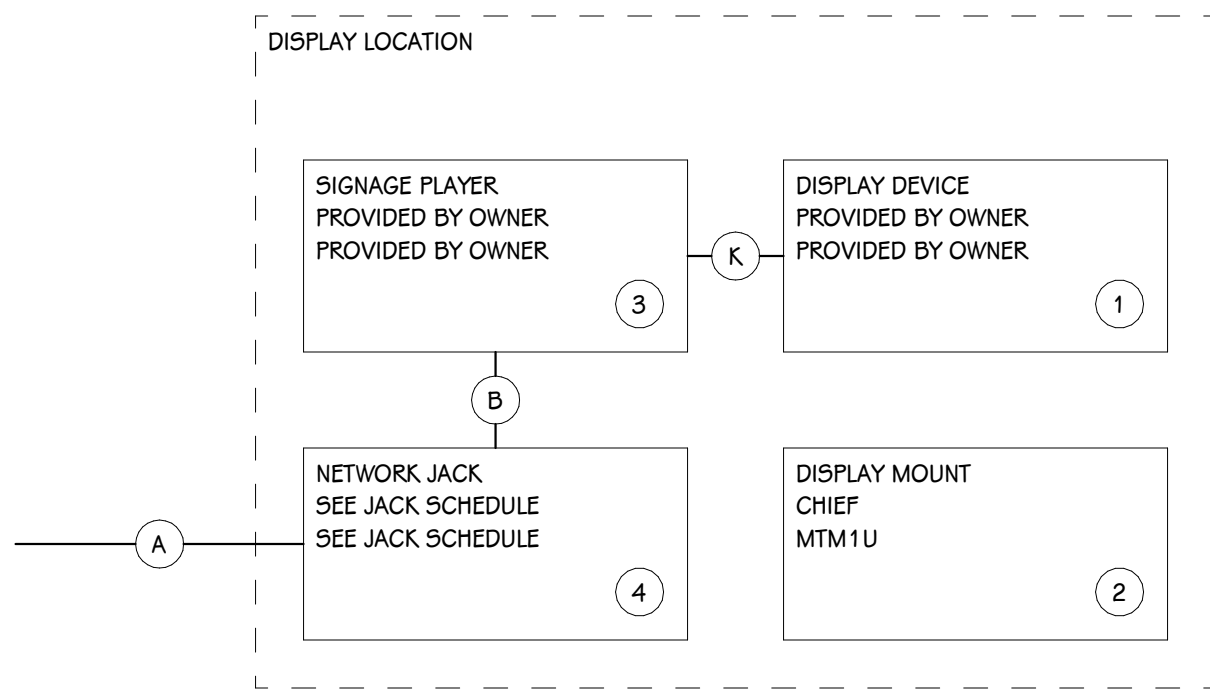 DISPLAY LOCATION
SIGNAGE PLAYER
PROVIDED BY OWNER
PROVIDED BY OWNER
3
K
DISPLAY DEVICE
PROVIDED BY OWNER
PROVIDED BY OWNER
1
B
A
NETWORK JACK
SEE JACK SCHEDULE
SEE JACK SCHEDULE
4
DISPLAY MOUNT
CHIEF
MTM1U
2